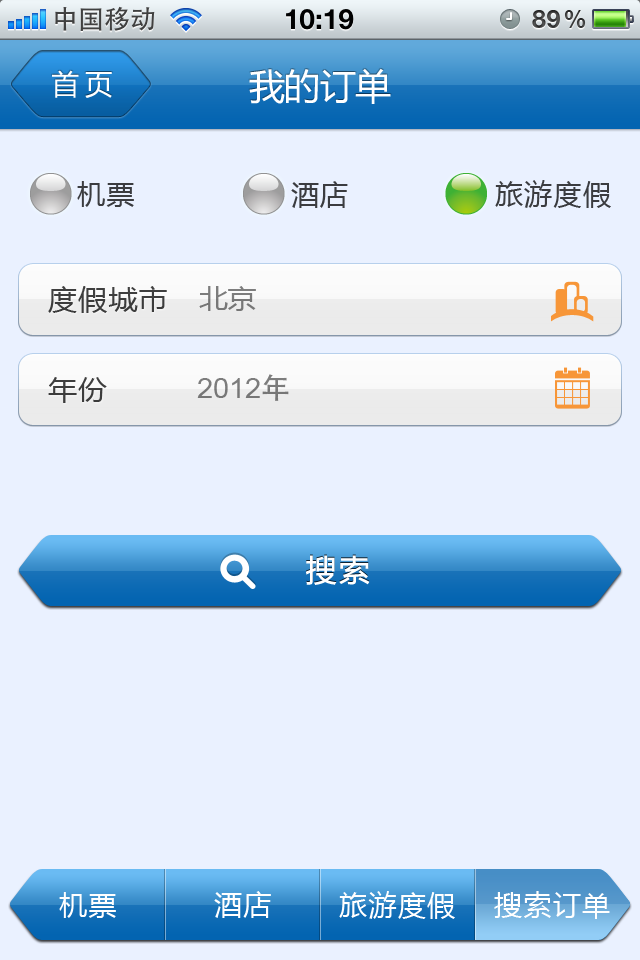 中国移动 10:19 89%
首页 我的订单
机票 酒店 旅游度假
度假城市 北京
年份 2012年
搜索
机票 酒店 旅游度假 搜索订单